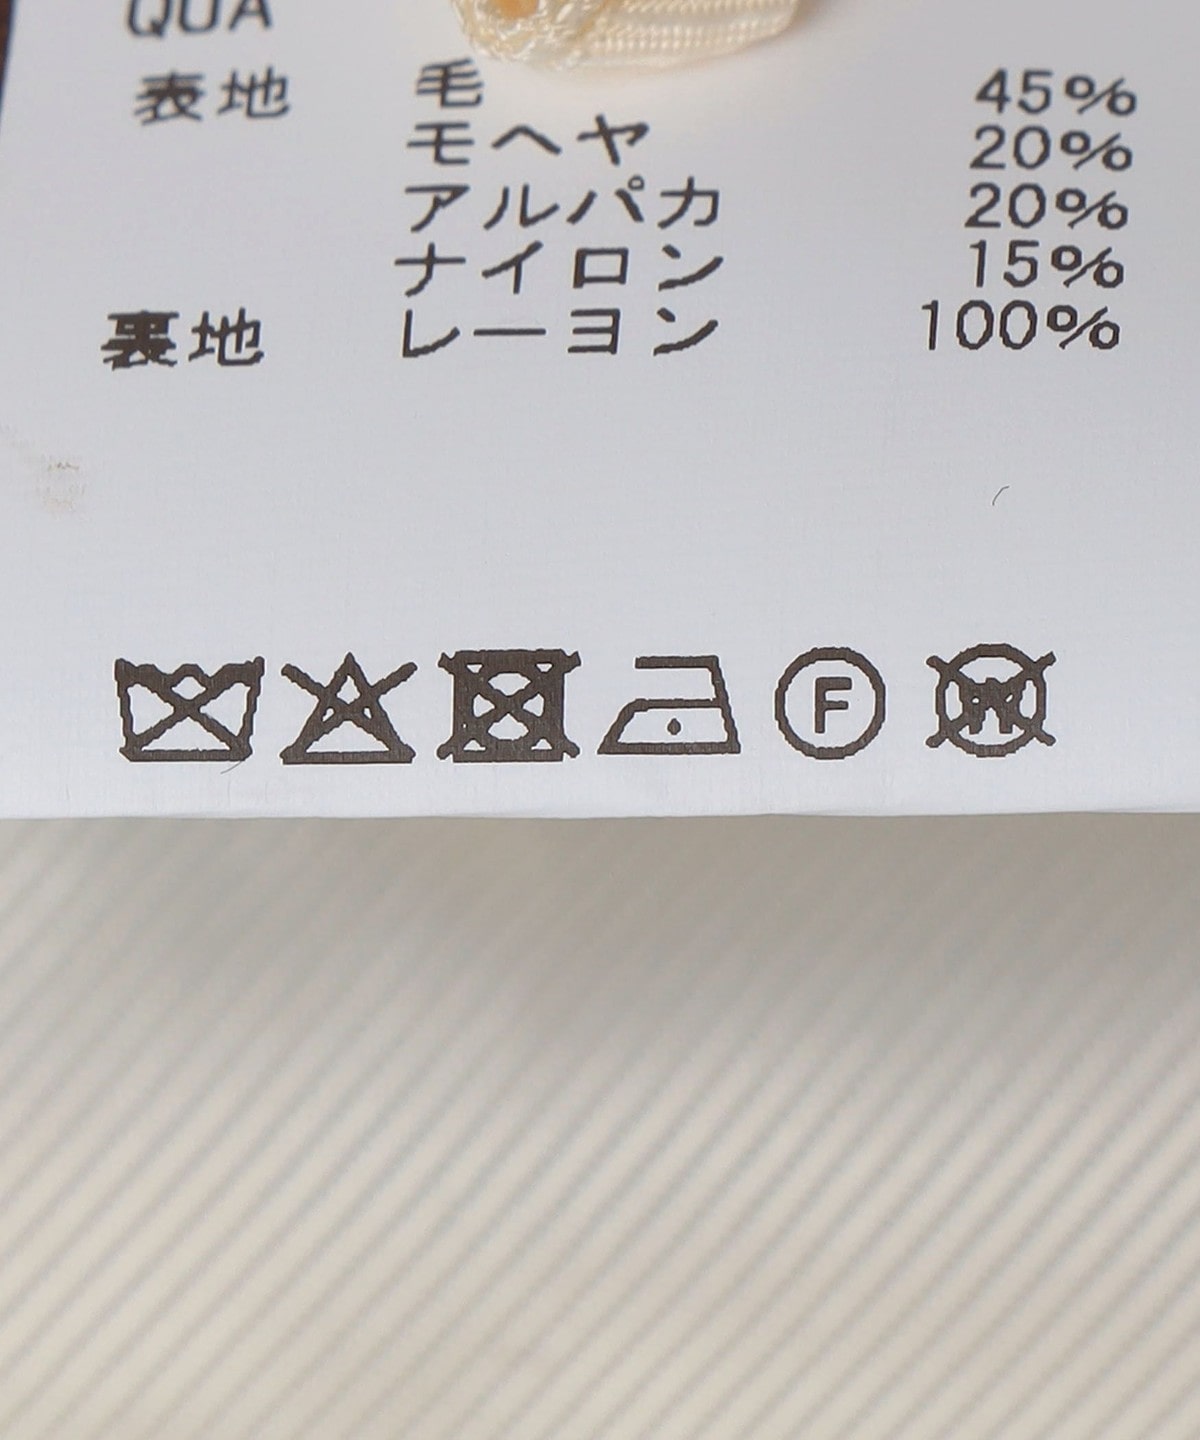 QUA
表地 毛 45%
モヘヤ 20%
アルパカ 20%
ナイロン 15%
裏地 レーヨン 100%
F W